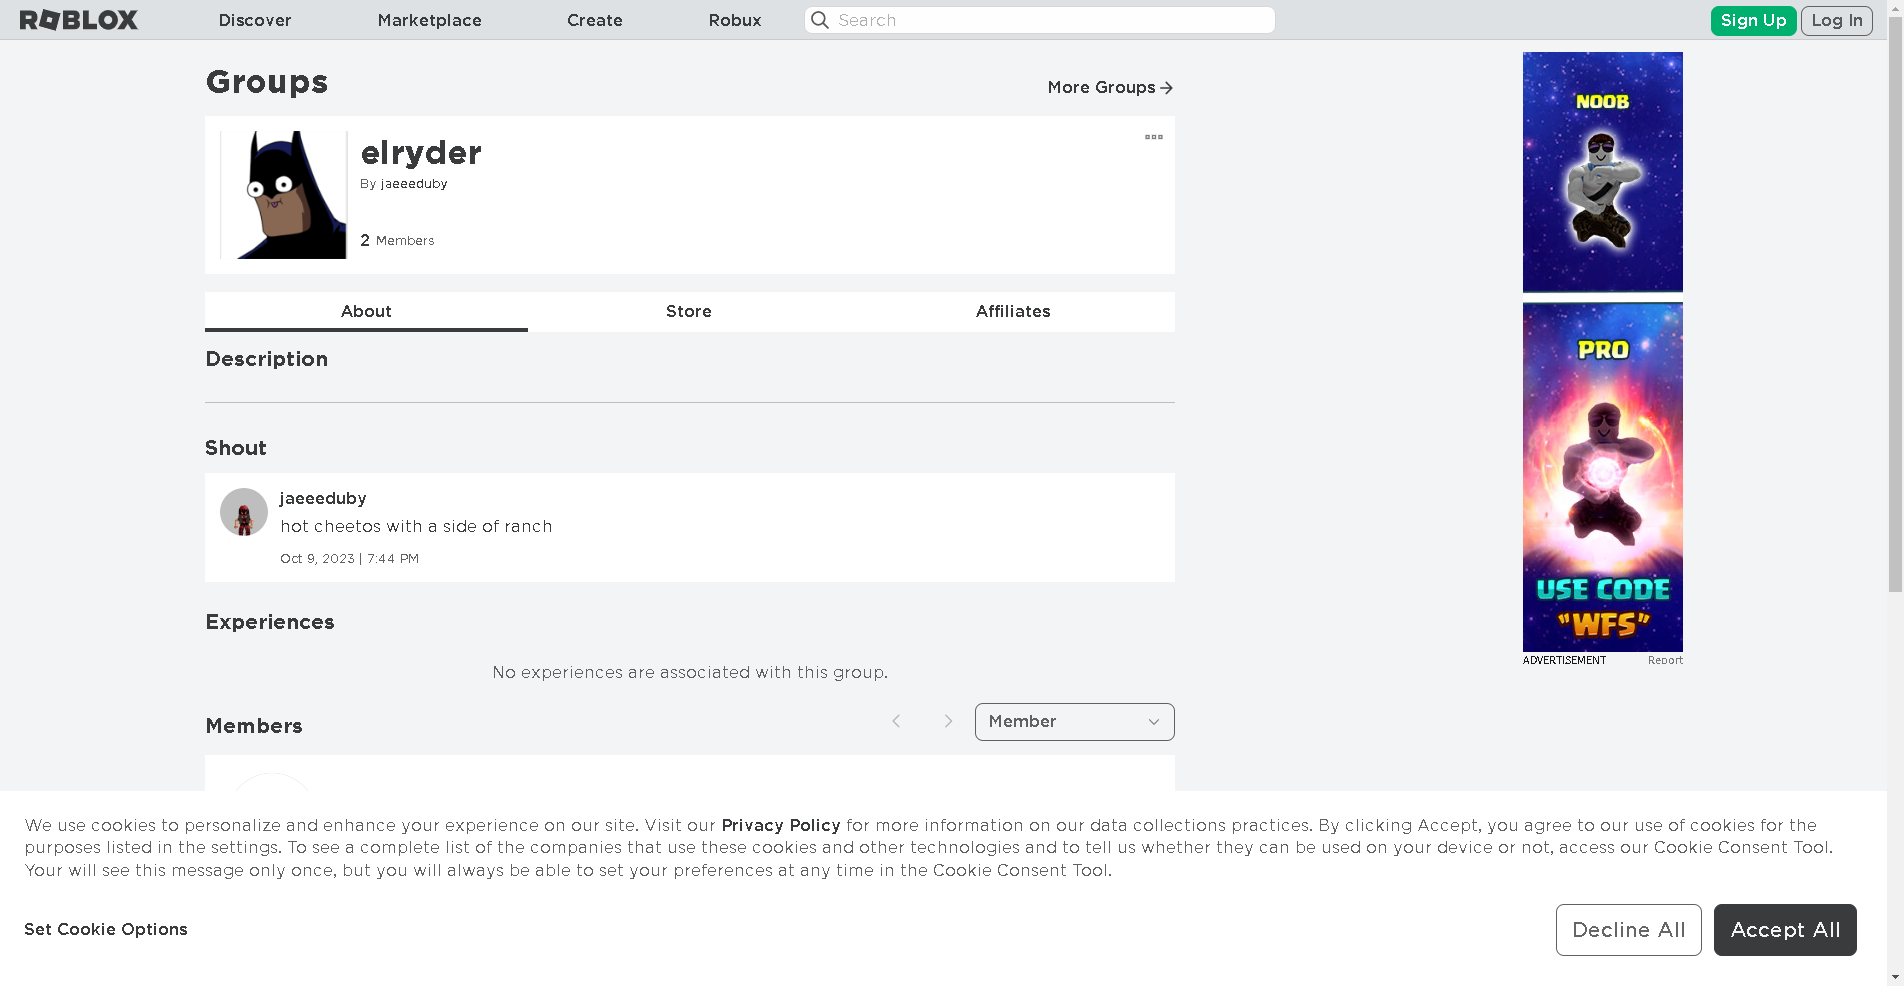 ROBLOX Discover Marketplace Create Robux Search Sign Up Log In
Groups
More Groups
elryder
By jaeeeduby
2 Members
About Store Affiliates
Description
Shout
jaeeeduby
hot cheetos with a side of ranch
Oct 9, 2023 | 7:44 PM
Experiences
No experiences are associated with this group.
Members
Member
NOOB
PRO
USE CODE
"WFS"
ADVERTISEMENT Report
We use cookies to personalize and enhance your experience on our site. Visit our Privacy Policy for more information on our data collections practices. By clicking Accept, you agree to our use of cookies for the
purposes listed in the settings. To see a complete list of the companies that use these cookies and other technologies and to tell us whether they can be used on your device or not, access our Cookie Consent Tool.
Your will see this message only once, but you will always be able to set your preferences at any time in the Cookie Consent Tool.
Set Cookie Options
Decline All
Accept All